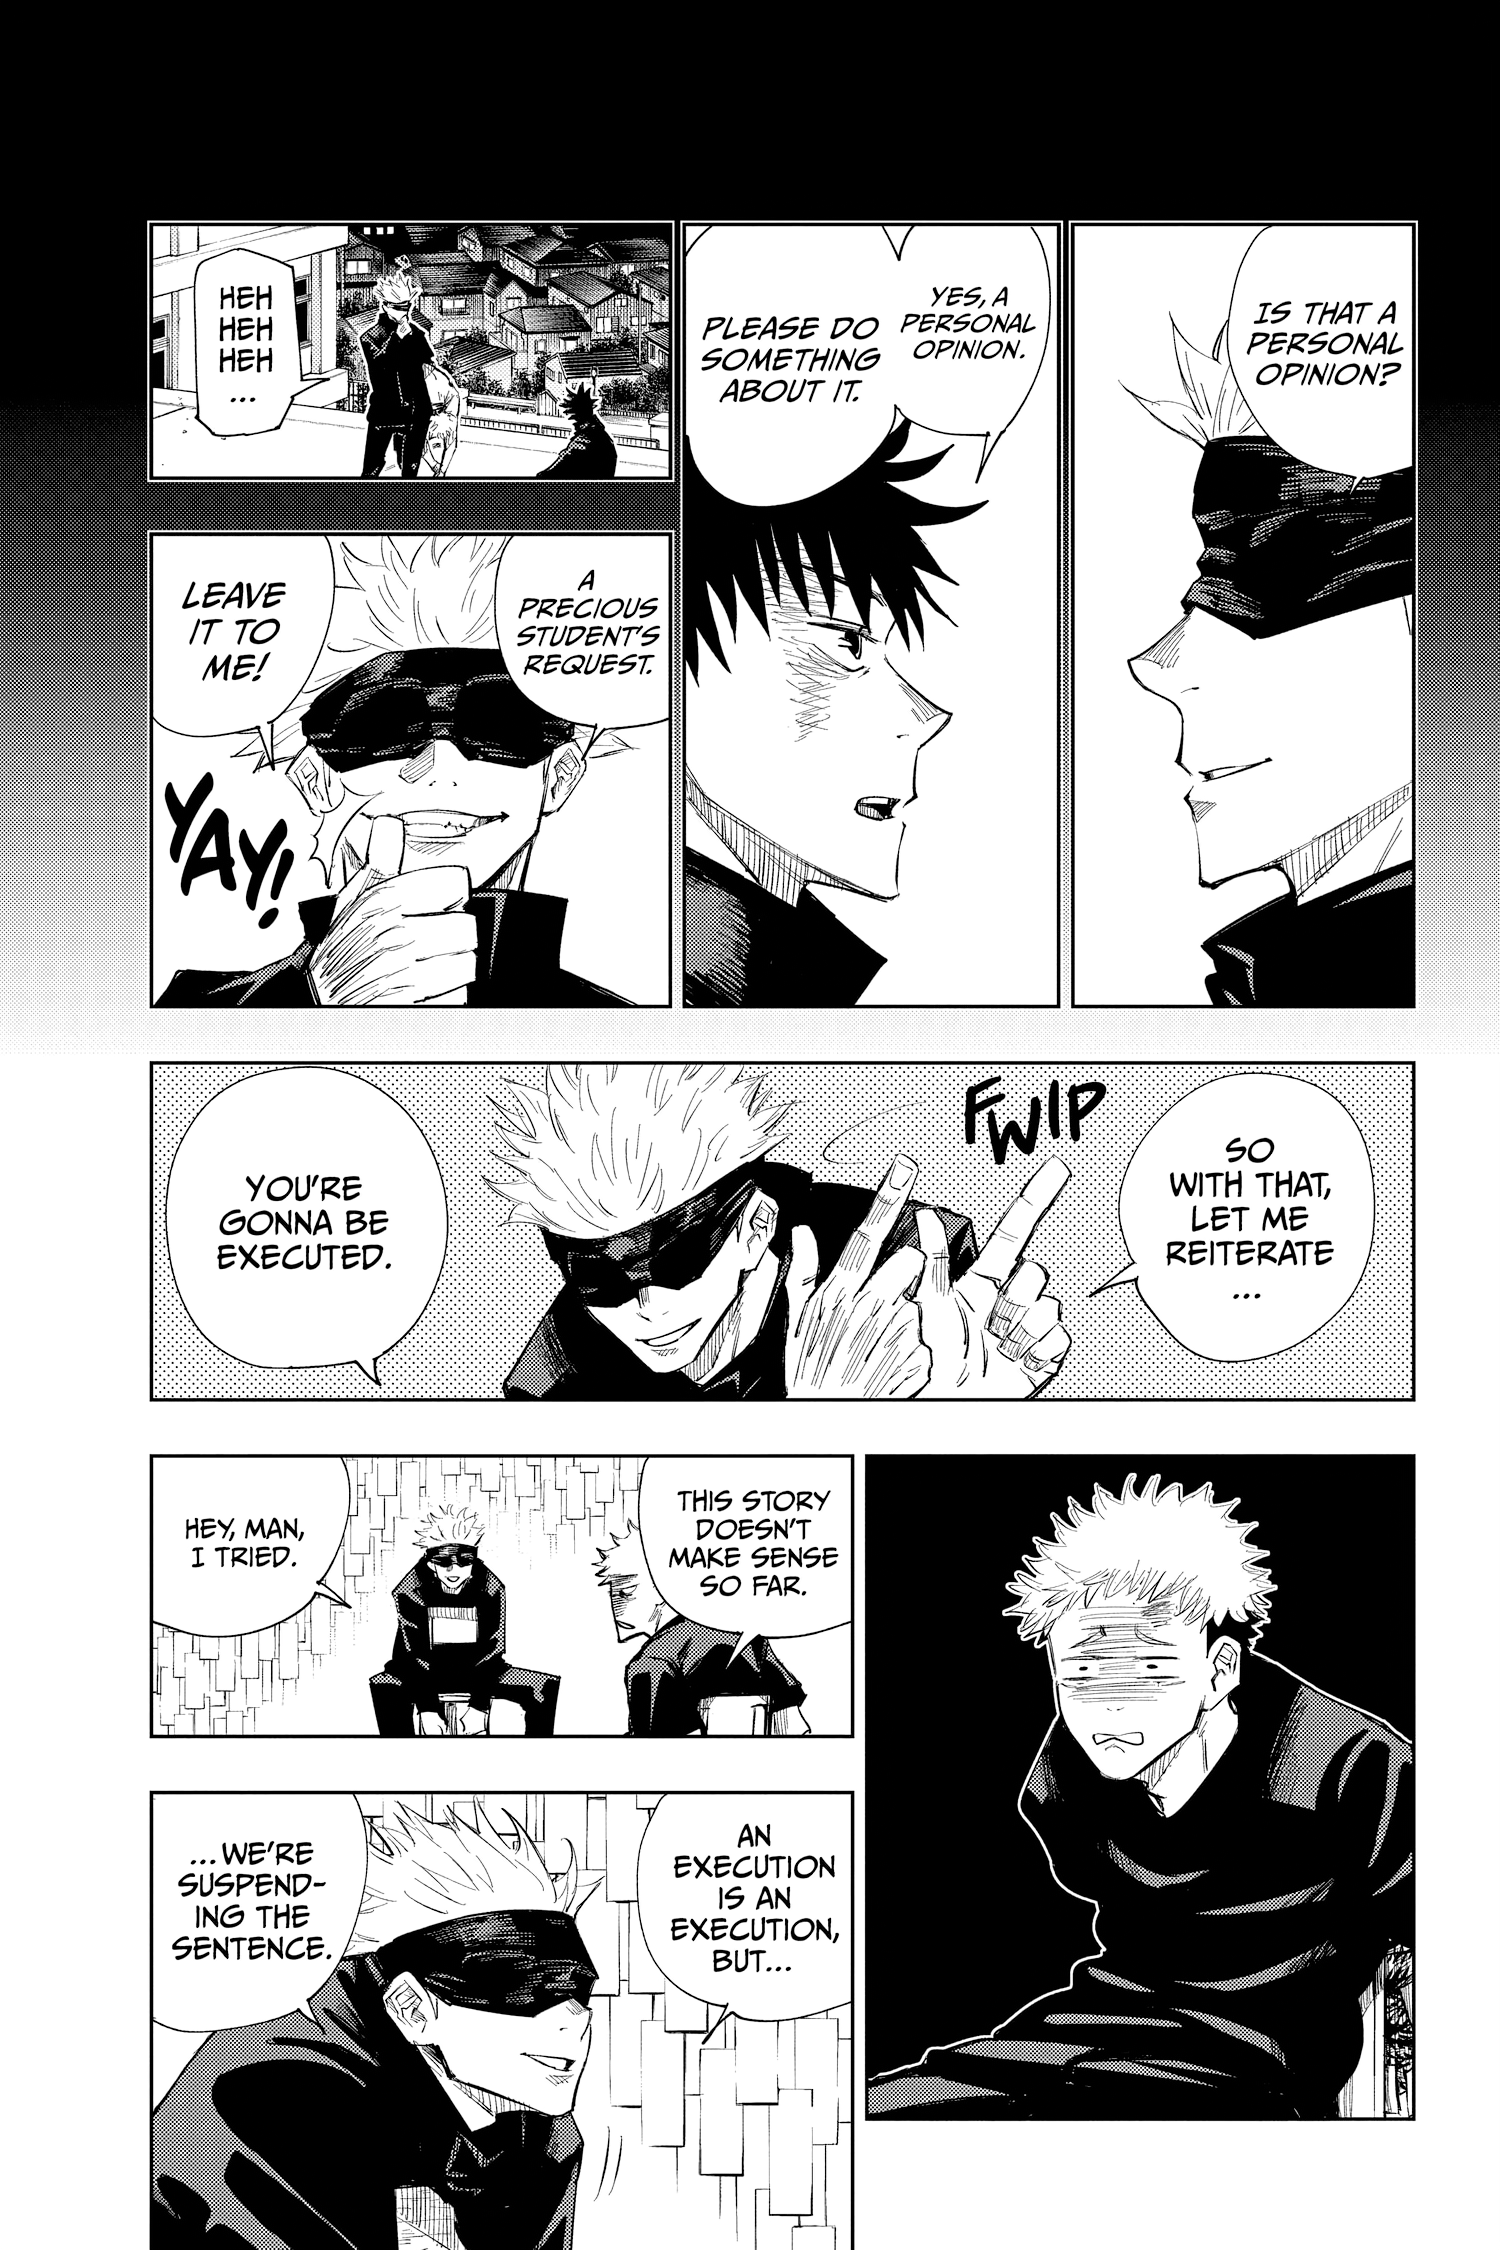 IS THAT A
PERSONAL
OPINION?
YES, A
PERSONAL
OPINION.
PLEASE DO
SOMETHING
ABOUT IT.
HEH
HEH
HEH
...
A
PRECIOUS
STUDENT'S
REQUEST.
LEAVE
IT TO
ME!
YAY!
SO
WITH THAT,
LET ME
REITERATE
...
FWIP
YOU'RE
GONNA BE
EXECUTED.
THIS STORY
DOESN'T
MAKE SENSE
SO FAR.
HEY, MAN,
I TRIED.
AN
EXECUTION
IS AN
EXECUTION,
BUT...
...WE'RE
SUSPEND-
ING THE
SENTENCE.